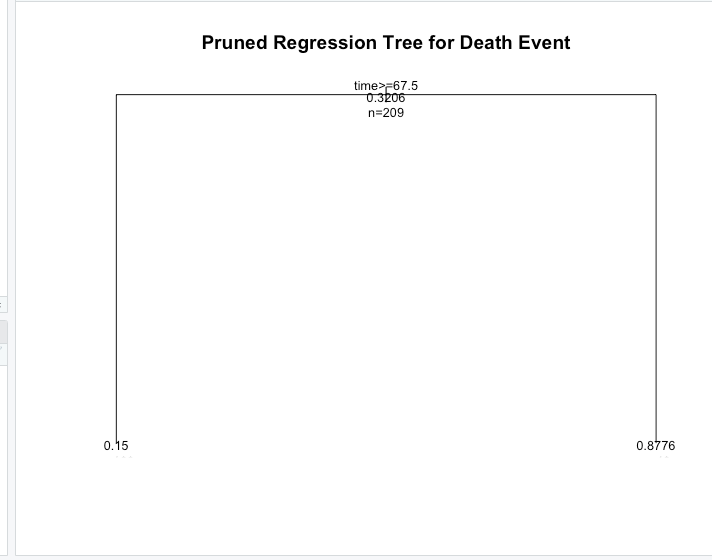 Pruned Regression Tree for Death Event
time>=67.5
0.3206
n=209
0.15
0.8776